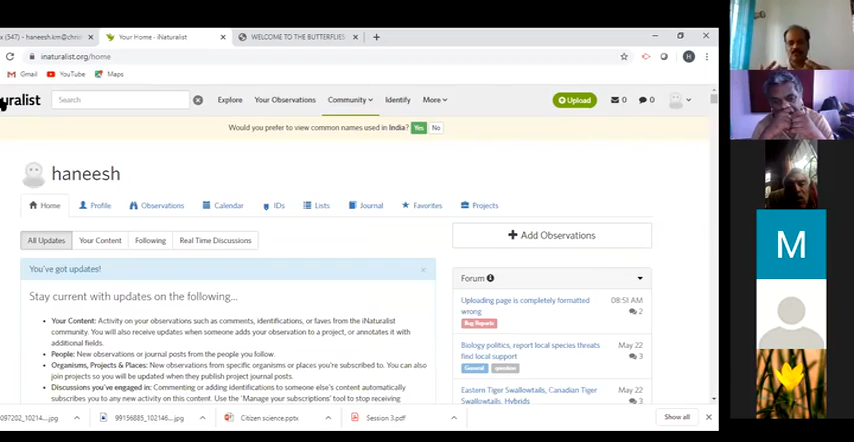 (547) - haneesh.km@chri
Your Home · iNaturalist
WELCOME TO THE BUTTERFLIES
inaturalist.org/home
Gmail YouTube Maps
uralist
Search
Explore Your Observations Community Identify More
Upload 0 0
Would you prefer to view common names used in India? Yes No
haneesh
Home Profile Observations Calendar IDs Lists Journal Favorites Projects
All Updates Your Content Following Real Time Discussions
Add Observations
You've got updates!
Stay current with updates on the following...
Your Content: Activity on your observations such as comments, identifications, or faves from the iNaturalist
community. You will also receive updates when someone adds your observation to a project, or annotates it with
additional fields.
People: New observations or journal posts from the people you follow.
Organisms, Projects & Places: New observations from specific organisms or places you're subscribed to. You can also
join projects so you will be updated when they publish project journal posts.
Discussions you've engaged in: Commenting or adding identifications to someone else's content automatically
subscribes you to any new activity on this content. Use the 'Manage your subscriptions' tool to stop receiving
Forum
Uploading page is completely formatted
wrong
08:51 AM
2
Bug Reports
Biology politics, report local species threats
find local support
May 22
3
General question
Eastern Tiger Swallowtails, Canadian Tiger
Swallowtails, Hybrids
May 22
3
097202_10214....jpg
99156885_102146....jpg
Citizen science.pptx
Session 3.pdf
Show all
H
M